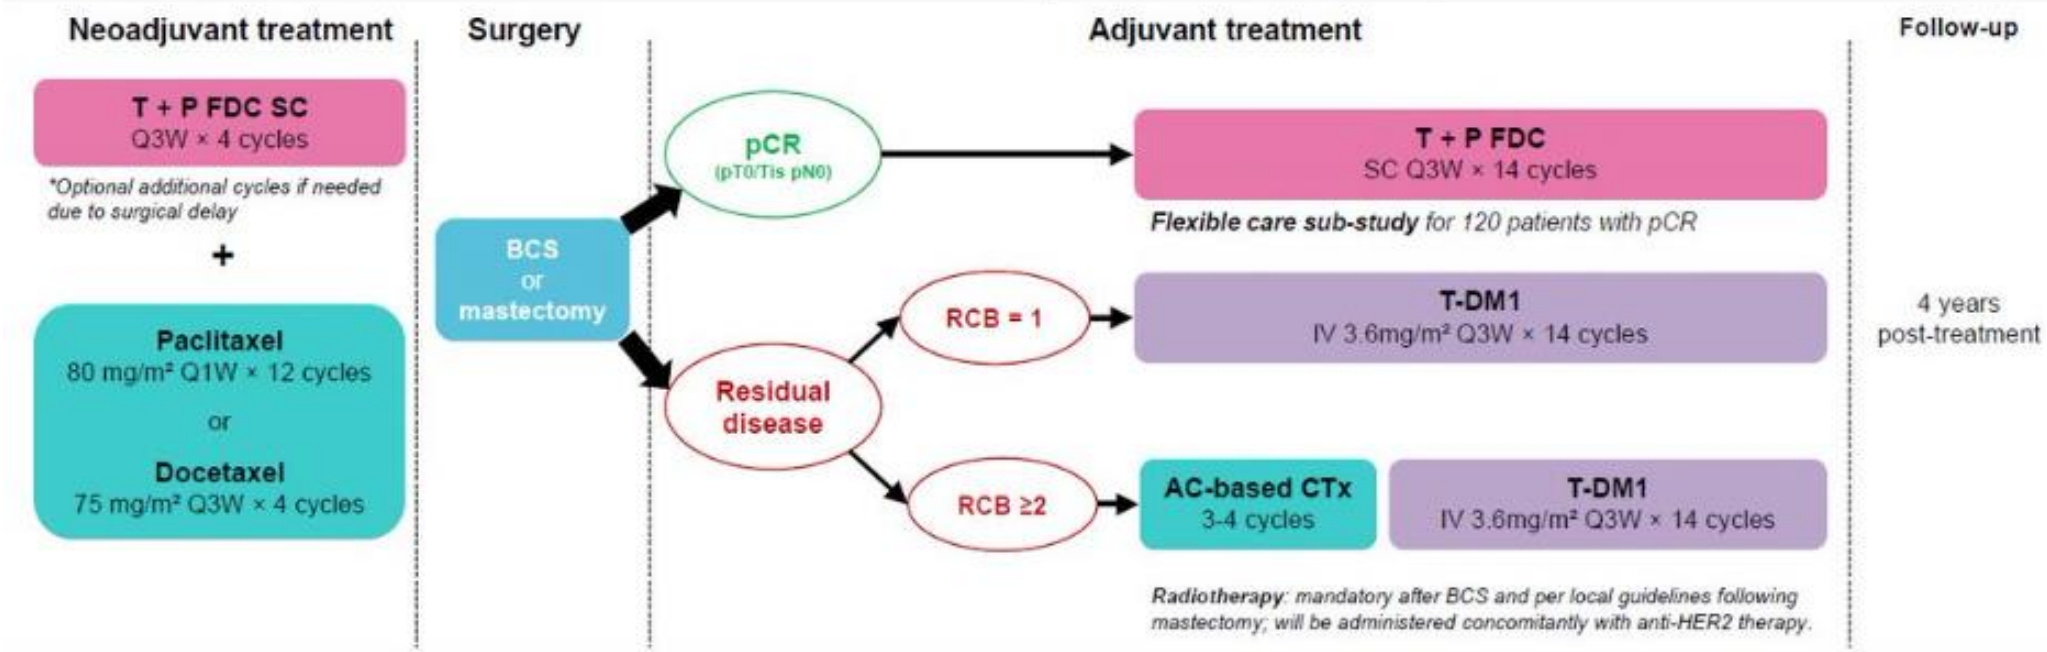 Neoadjuvant treatment
Surgery
Adjuvant treatment
Follow-up
T + P FDC SC
Q3W × 4 cycles
*Optional additional cycles if needed
due to surgical delay
+
Paclitaxel
80 mg/m² Q1W × 12 cycles
or
Docetaxel
75 mg/m² Q3W × 4 cycles
BCS
or
mastectomy
pCR
(pT0/Tis pN0)
T + P FDC
SC Q3W × 14 cycles
Flexible care sub-study for 120 patients with pCR
Residual
disease
RCB = 1
T-DM1
IV 3.6mg/m² Q3W × 14 cycles
RCB ≥2
AC-based CTx
3-4 cycles
T-DM1
IV 3.6mg/m² Q3W × 14 cycles
Radiotherapy: mandatory after BCS and per local guidelines following
mastectomy; will be administered concomitantly with anti-HER2 therapy.
4 years
post-treatment